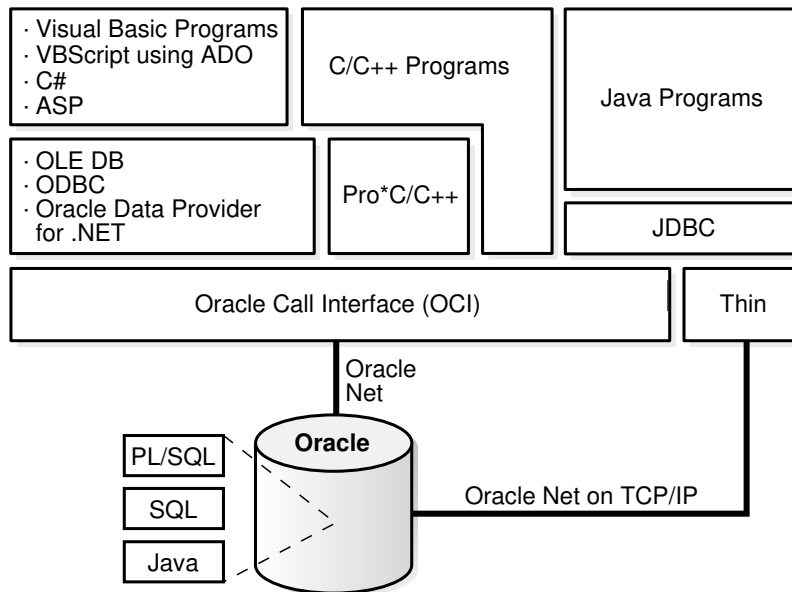 · Visual Basic Programs
· VBScript using ADO
· C#
· ASP
C/C++ Programs
Java Programs
· OLE DB
· ODBC
· Oracle Data Provider
for .NET
Pro*C/C++
JDBC
Oracle Call Interface (OCI)
Thin
Oracle
Net
Oracle
PL/SQL
SQL
Java
Oracle Net on TCP/IP